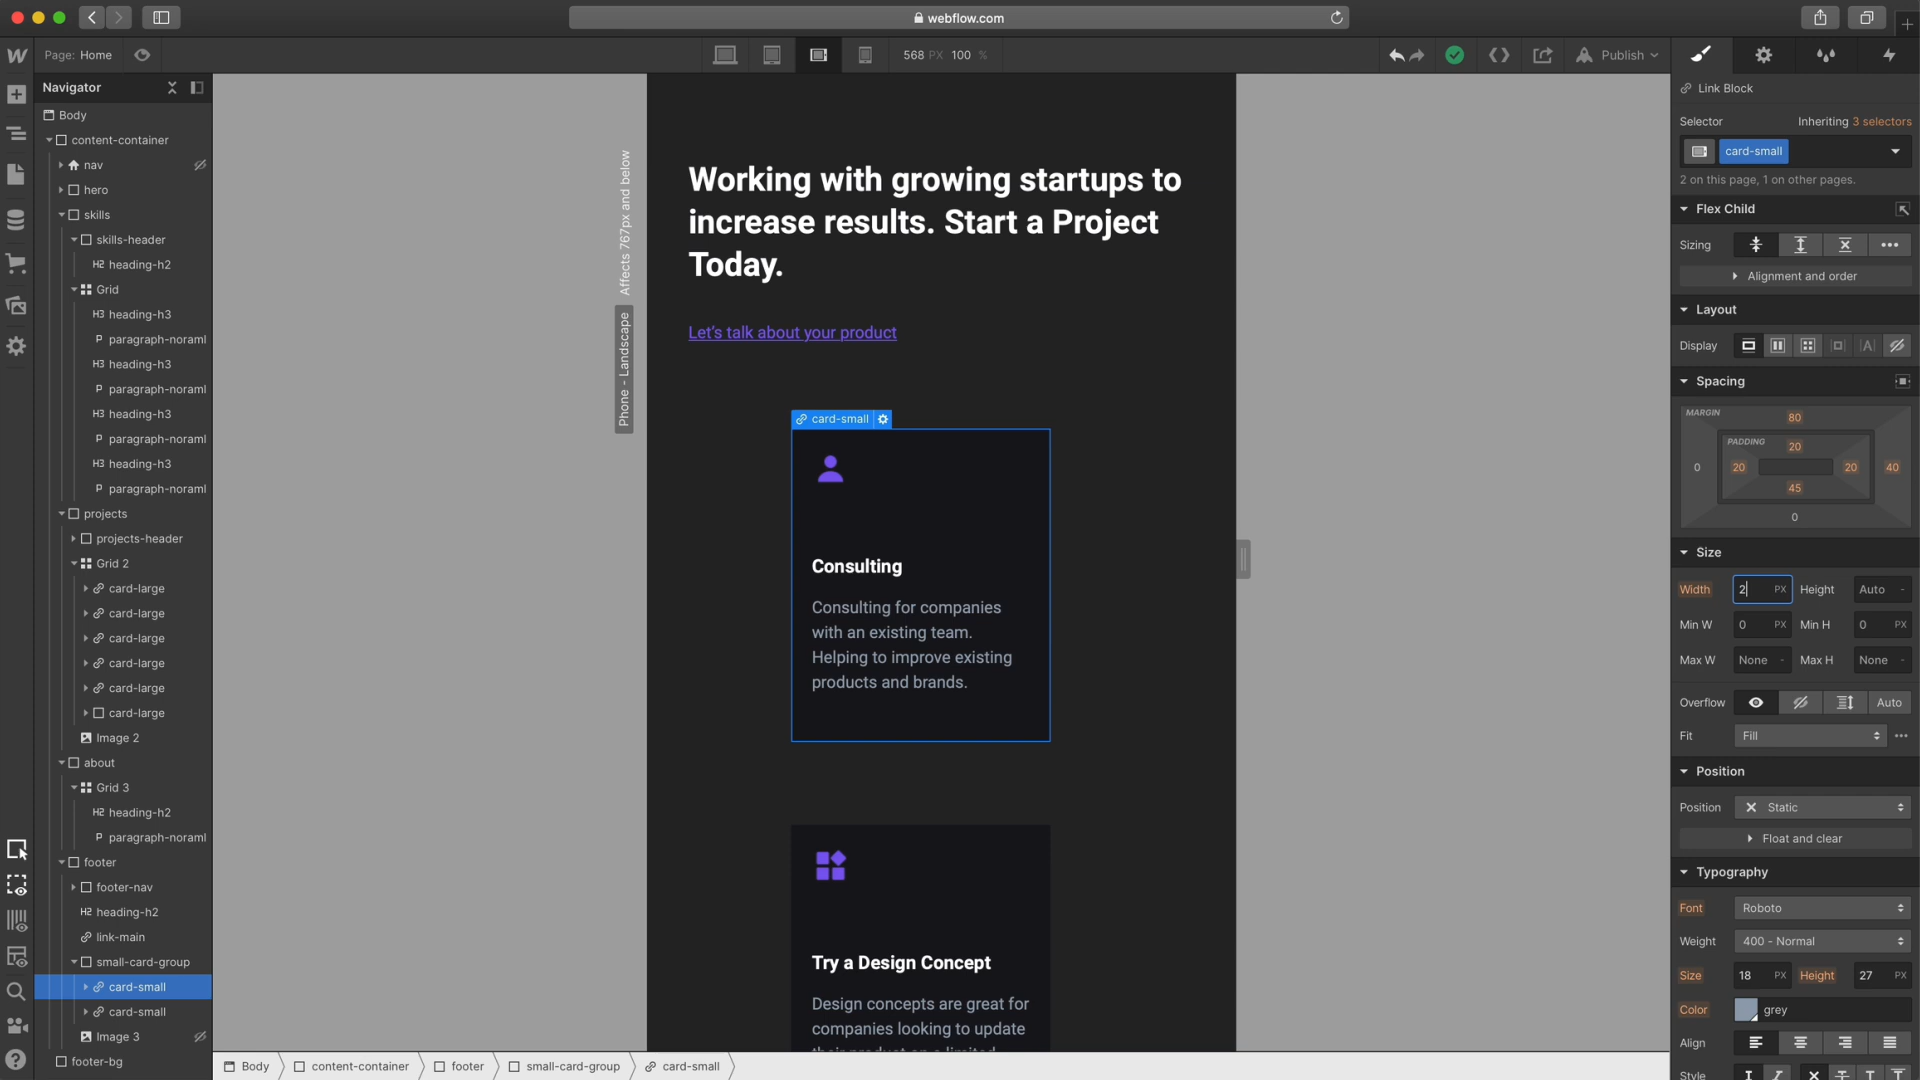 webflow.com
Page: Home
568 PX 100 %
Publish
Navigator
Body
content-container
nav
hero
skills
skills-header
H2 heading-h2
Grid
H3 heading-h3
P paragraph-noraml
H3 heading-h3
P paragraph-noraml
H3 heading-h3
P paragraph-noraml
H3 heading-h3
P paragraph-noraml
projects
projects-header
Grid 2
card-large
card-large
card-large
card-large
card-large
card-large
Image 2
about
Grid 3
H2 heading-h2
P paragraph-noraml
footer
footer-nav
H2 heading-h2
link-main
small-card-group
card-small
card-small
Image 3
footer-bg
Affects 767px and below
Phone - Landscape
Working with growing startups to
increase results. Start a Project
Today.
Let's talk about your product
card-small
Consulting
Consulting for companies
with an existing team.
Helping to improve existing
products and brands.
Try a Design Concept
Design concepts are great for
companies looking to update
Body content-container footer small-card-group card-small
Link Block
Selector Inheriting 3 selectors
card-small
2 on this page, 1 on other pages.
Flex Child
Sizing
Alignment and order
Layout
Display
Spacing
MARGIN
80
PADDING
20
0 20 20 40
45
0
Size
Width 2 PX Height Auto -
Min W 0 PX Min H 0 PX
Max W None - Max H None -
Overflow Auto
Fit Fill
Position
Position Static
Float and clear
Typography
Font Roboto
Weight 400 - Normal
Size 18 PX Height 27 PX
Color grey
Align
Style